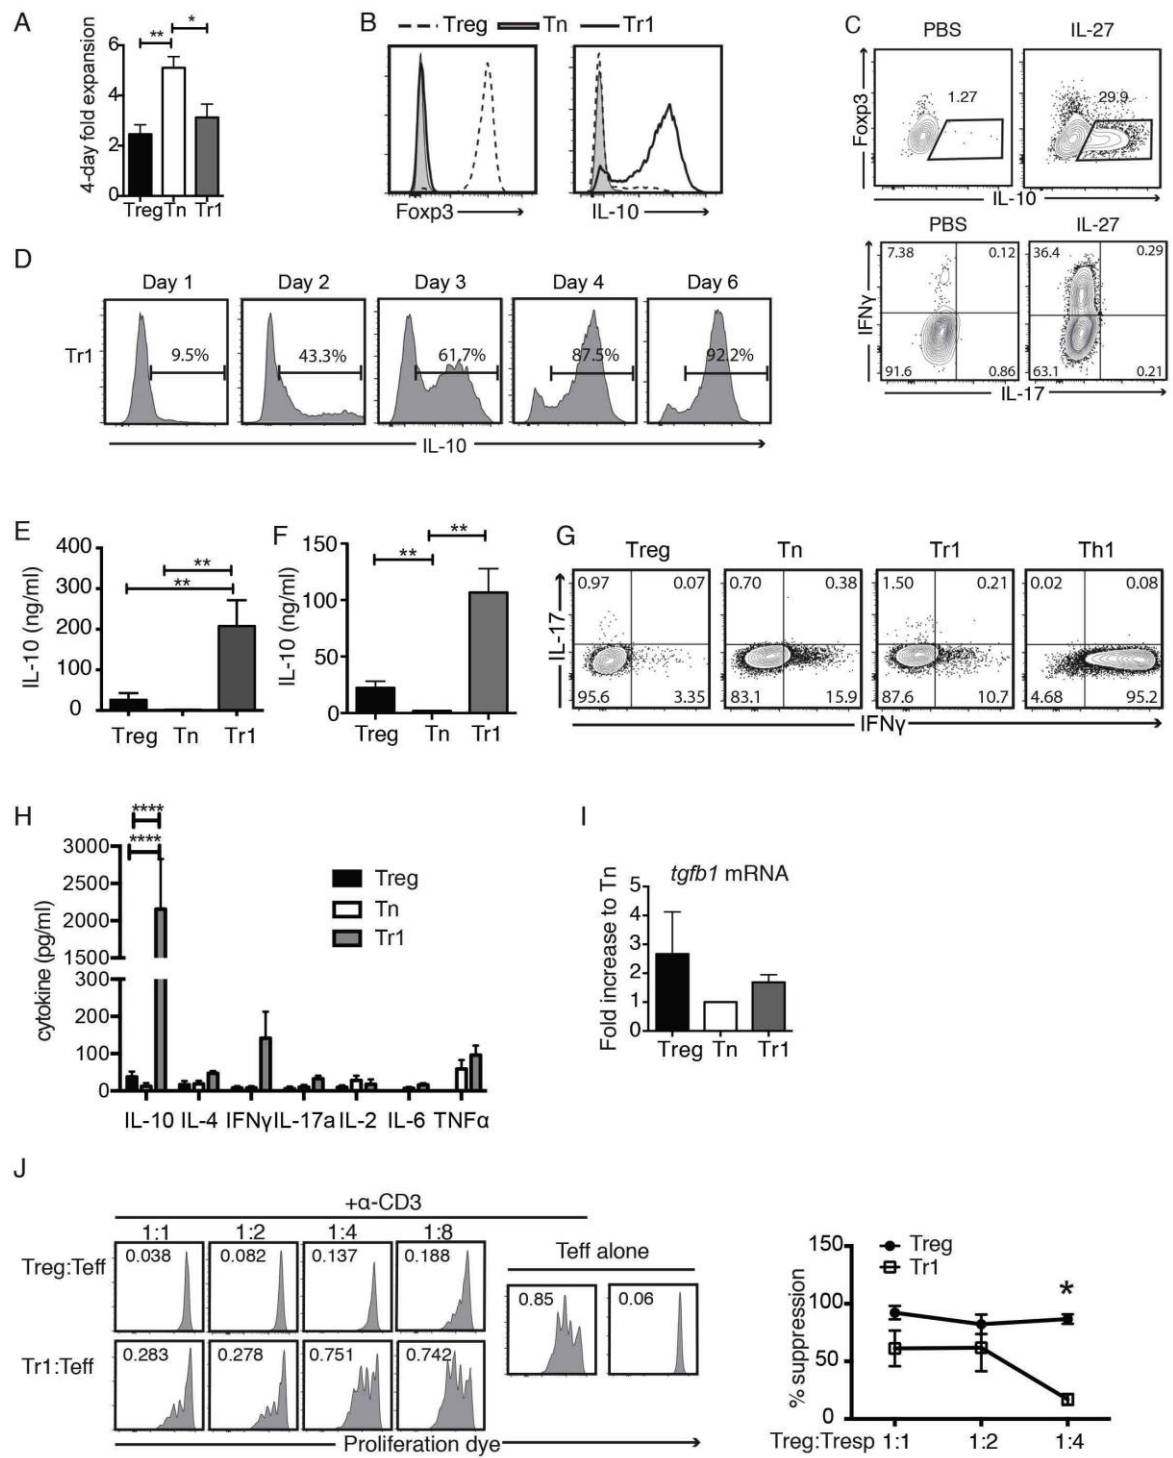 A
4-day fold expansion
6
4
2
0
**
*
Treg Tn Tr1
B
Treg Tn Tr1
Foxp3
IL-10
C
PBS
IL-27
Foxp3
1.27
29.9
IL-10
PBS
IL-27
IFNγ
7.38
0.12
91.6
0.86
36.4
0.29
63.1
0.21
IL-17
D
Day 1
Day 2
Day 3
Day 4
Day 6
Tr1
9.5%
43.3%
61.7%
87.5%
92.2%
IL-10
E
IL-10 (ng/ml)
400
300
200
100
0
**
**
Treg Tn Tr1
F
IL-10 (ng/ml)
150
100
50
0
**
**
Treg Tn Tr1
G
Treg
Tn
Tr1
Th1
IL-17
0.97
0.07
95.6
3.35
0.70
0.38
83.1
15.9
1.50
0.21
87.6
10.7
0.02
0.08
4.68
95.2
IFNγ
H
cytokine (pg/ml)
3000
2500
2000
1500
300
200
100
0
****
****
Treg
Tn
Tr1
IL-10 IL-4 IFNγ IL-17a IL-2 IL-6 TNFα
I
tgfb1 mRNA
Fold increase to Tn
5
4
3
2
1
0
Treg Tn Tr1
J
+α-CD3
1:1
1:2
1:4
1:8
Treg:Teff
0.038
0.082
0.137
0.188
Tr1:Teff
0.283
0.278
0.751
0.742
Teff alone
0.85
0.06
Proliferation dye
% suppression
150
100
50
0
Treg
Tr1
*
Treg:Tresp 1:1 1:2 1:4